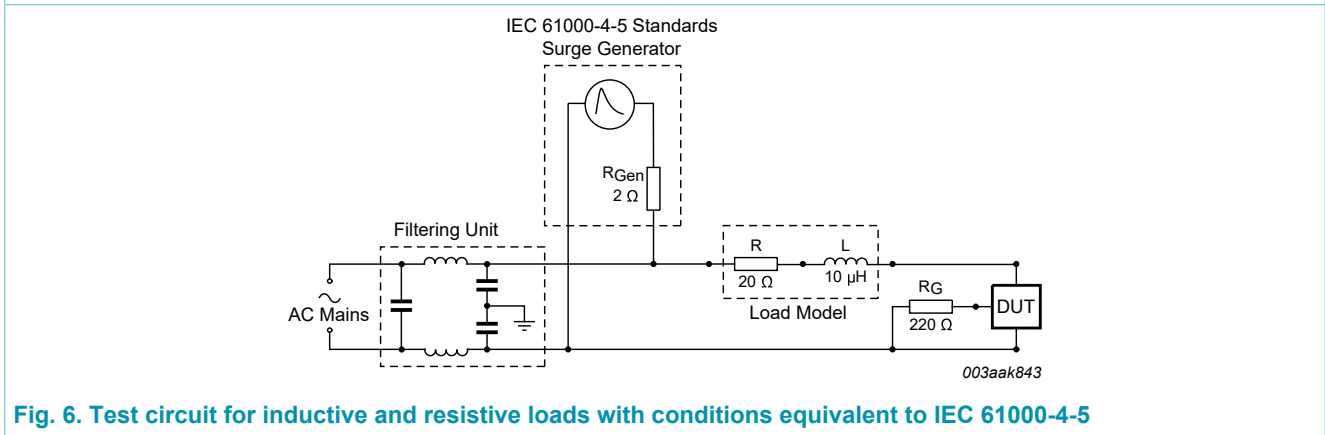 IEC 61000-4-5 Standards
Surge Generator
RGen
2 Ω
Filtering Unit
R
L
20 Ω
10 μH
RG
AC Mains
Load Model
220 Ω
DUT
003aak843
Fig. 6. Test circuit for inductive and resistive loads with conditions equivalent to IEC 61000-4-5